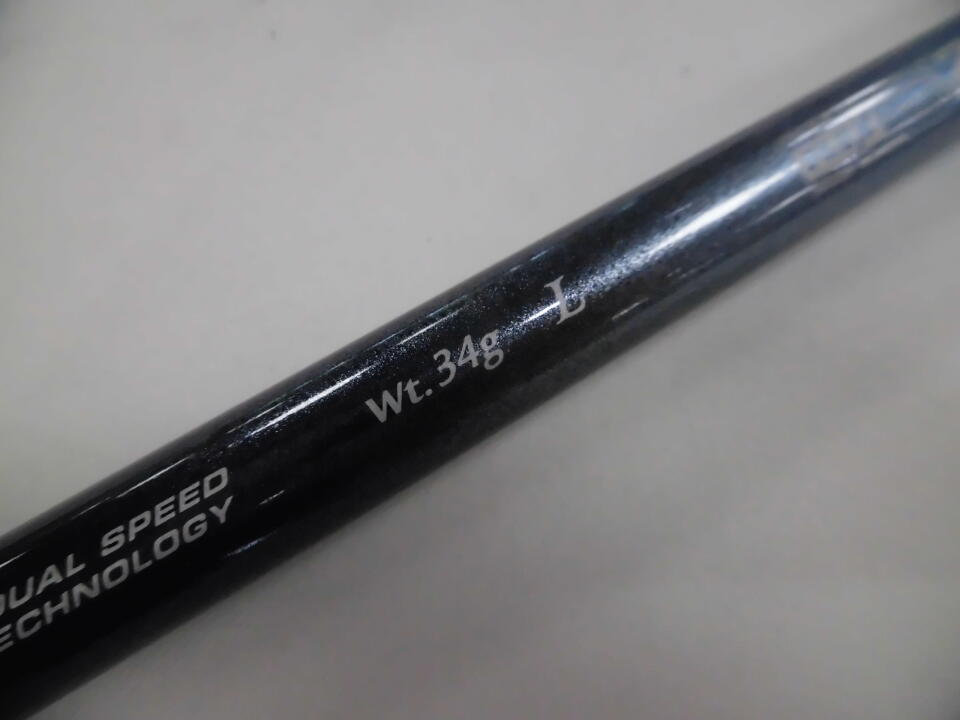 Wt. 34g L
DUAL SPEED
TECHNOLOGY